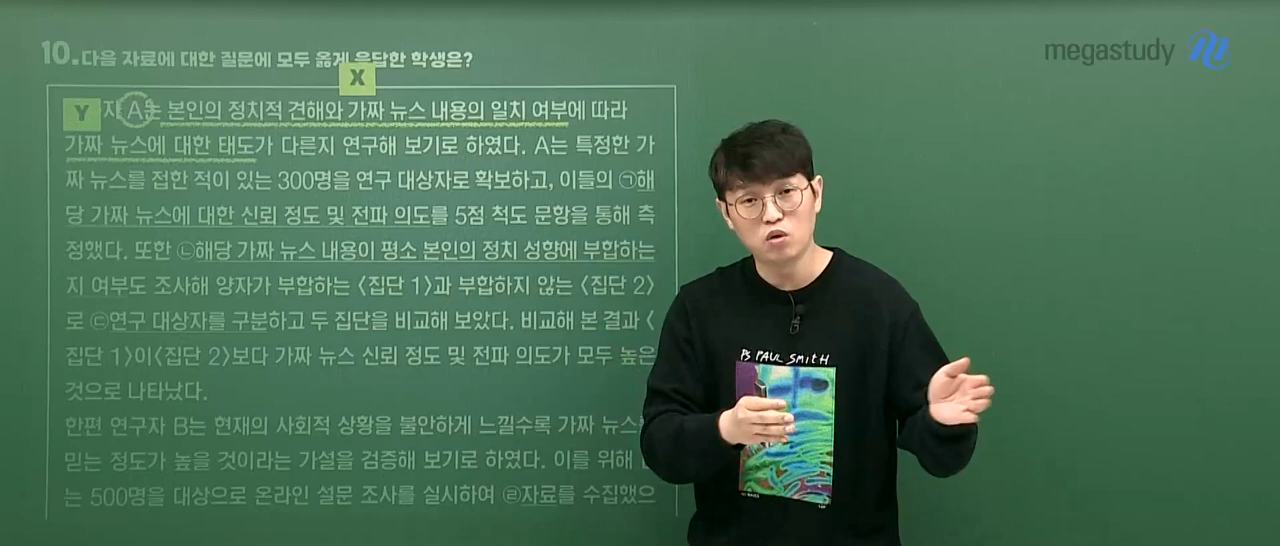 megastudy
10. 다음 자료에 대한 질문에 모두 옳게 응답한 학생은?
X
Y 자 A는 본인의 정치적 견해와 가짜 뉴스 내용의 일치 여부에 따라
가짜 뉴스에 대한 태도가 다른지 연구해 보기로 하였다. A는 특정한 가
짜 뉴스를 접한 적이 있는 300명을 연구 대상자로 확보하고, 이들의 ㉠해
당 가짜 뉴스에 대한 신뢰 정도 및 전파 의도를 5점 척도 문항을 통해 측
정했다. 또한 ㉡해당 가짜 뉴스 내용이 평소 본인의 정치 성향에 부합하는
지 여부도 조사해 양자가 부합하는 〈집단 1〉과 부합하지 않는 〈집단 2〉
로 ㉢연구 대상자를 구분하고 두 집단을 비교해 보았다. 비교해 본 결과 〈
집단 1〉이〈집단 2〉보다 가짜 뉴스 신뢰 정도 및 전파 의도가 모두 높은
것으로 나타났다.
한편 연구자 B는 현재의 사회적 상황을 불안하게 느낄수록 가짜 뉴스
믿는 정도가 높을 것이라는 가설을 검증해 보기로 하였다. 이를 위해
는 500명을 대상으로 온라인 설문 조사를 실시하여 ㉣자료를 수집했으
PS PAUL SMITH